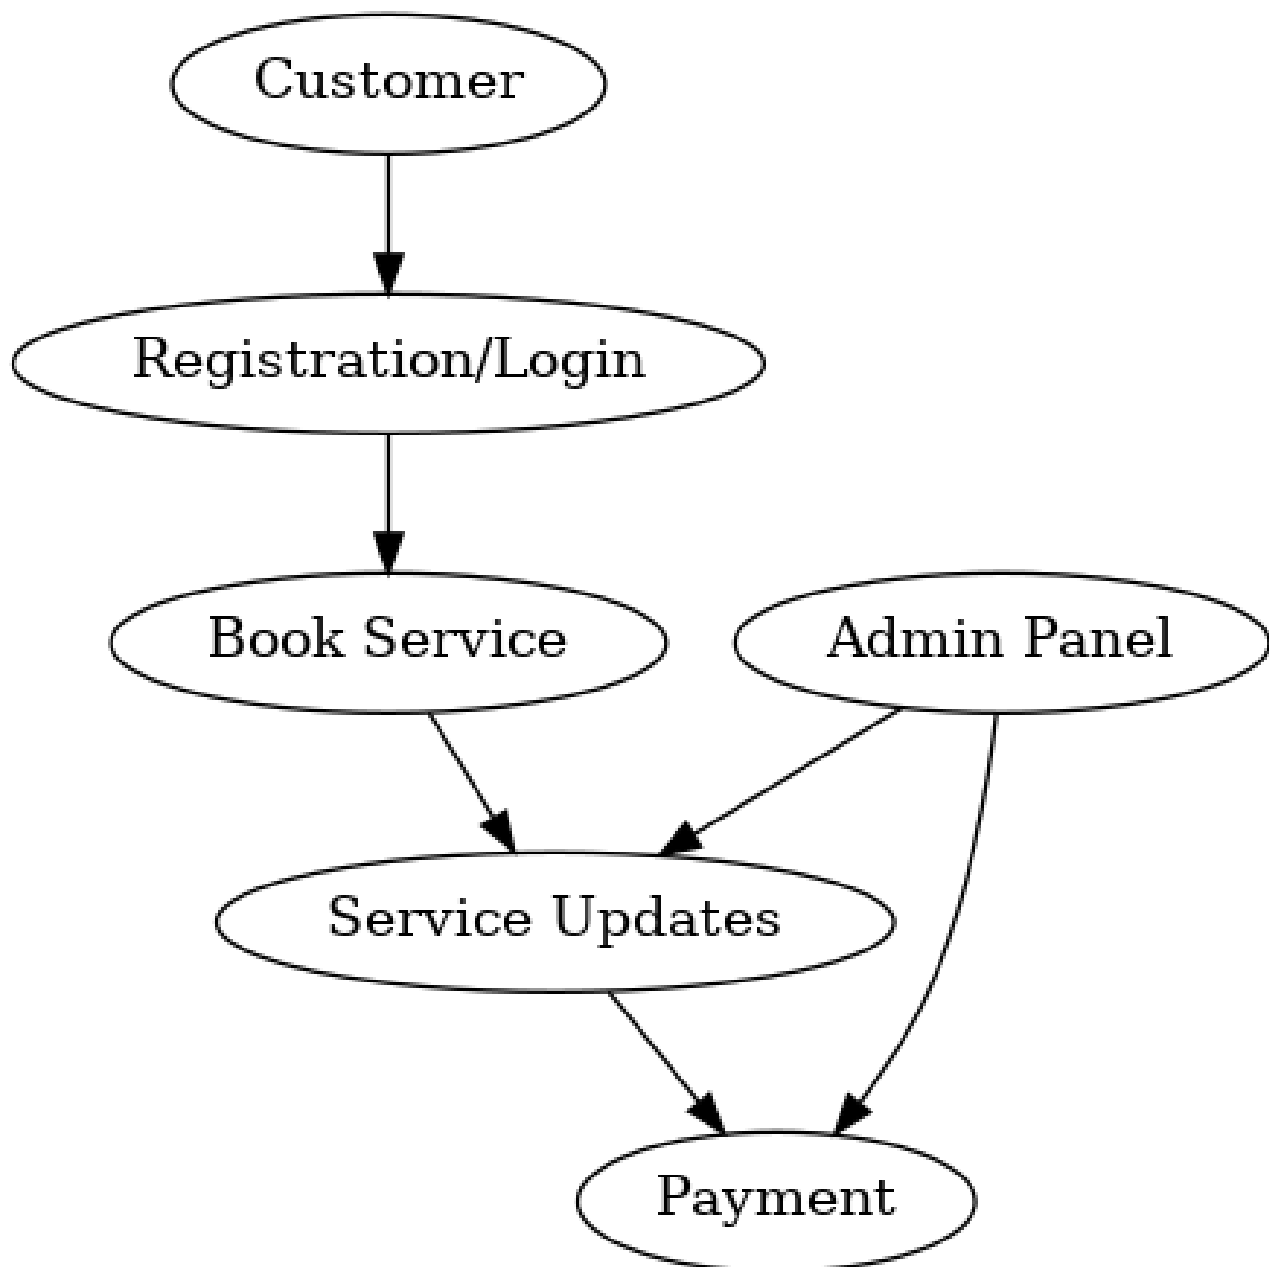 Customer
Registration/Login
Book Service
Admin Panel
Service Updates
Payment